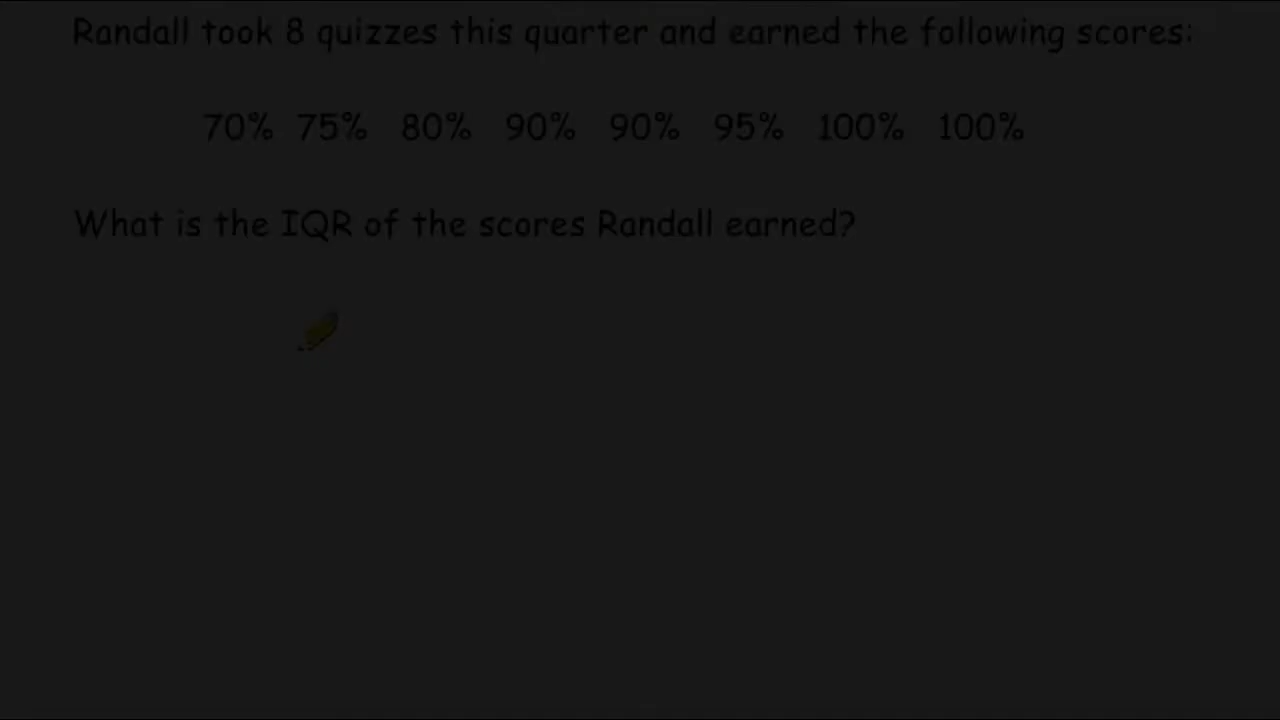 Randall took 8 quizzes this quarter and earned the following scores:
70% 75% 80% 90% 90% 95% 100% 100%
What is the IQR of the scores Randall earned?